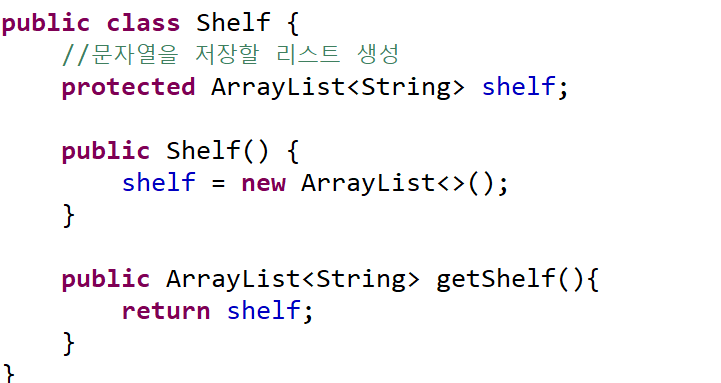 public class Shelf {
//문자열을 저장할 리스트 생성
protected ArrayList<String> shelf;
public Shelf() {
shelf = new ArrayList<>();
}
public ArrayList<String> getShelf(){
return shelf;
}
}